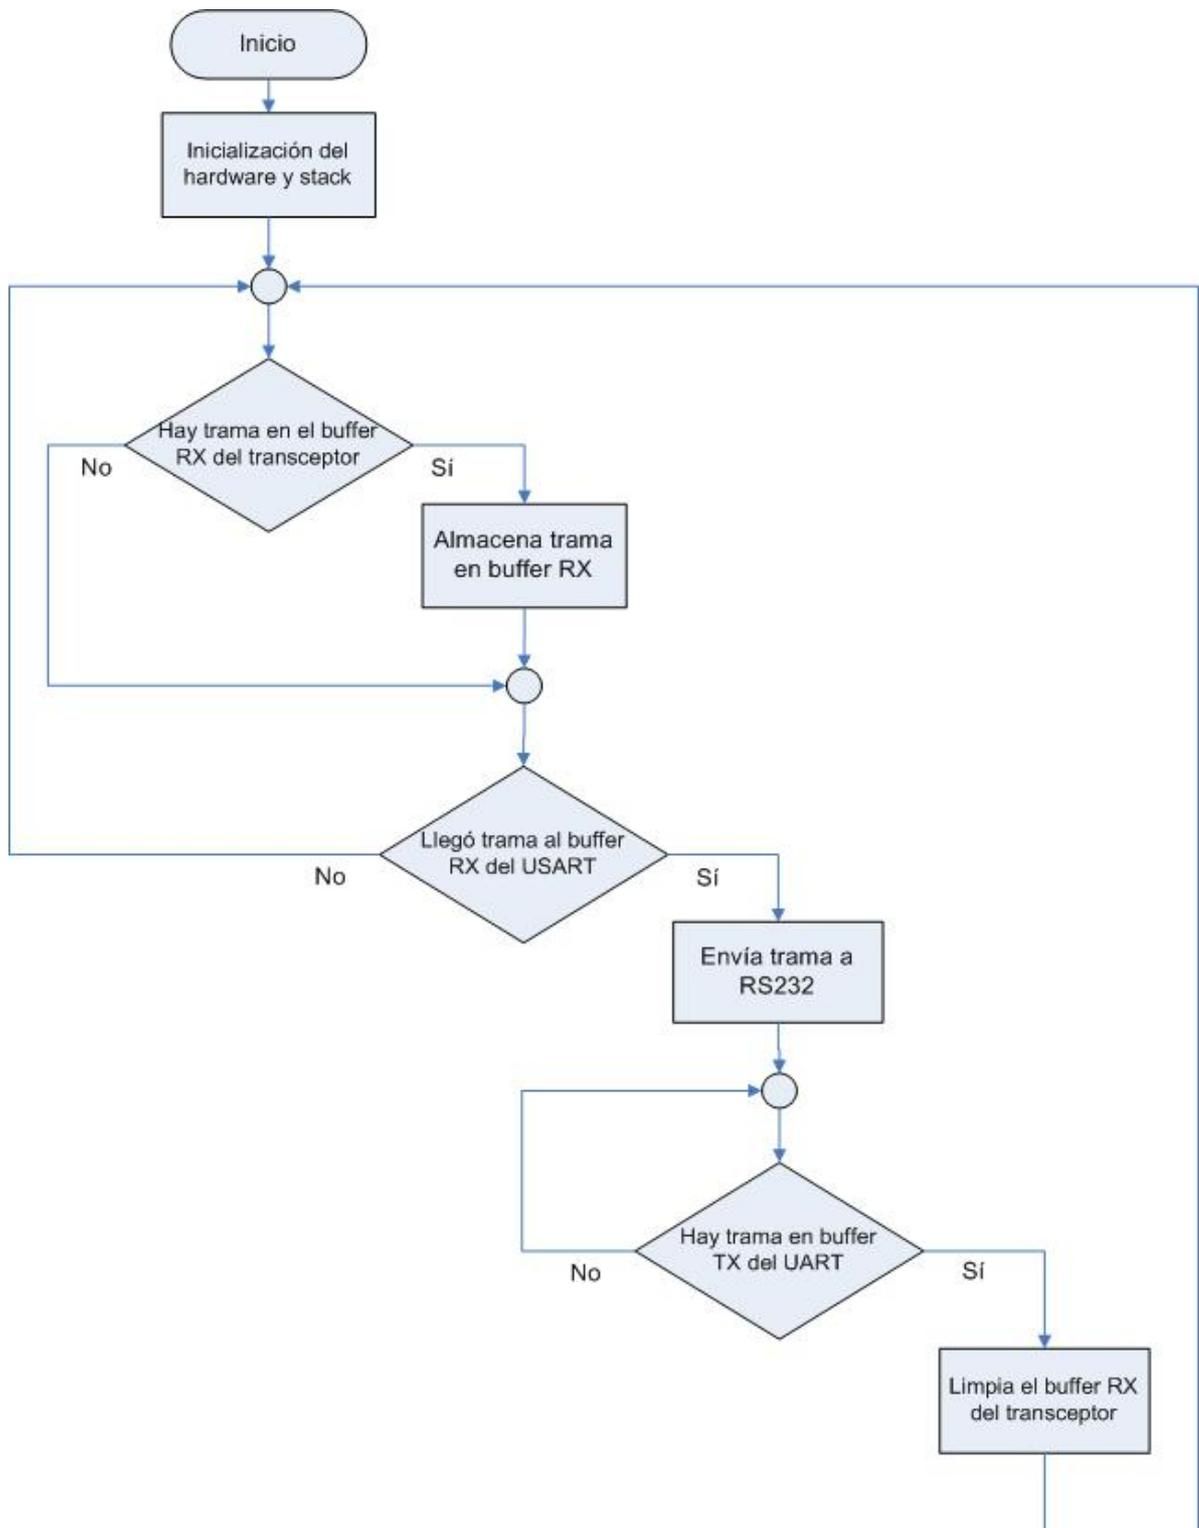 Inicio
Inicialización del
hardware y stack
Hay trama en el buffer
RX del transceptor
No
Sí
Almacena trama
en buffer RX
Llegó trama al buffer
RX del USART
No
Sí
Envía trama a
RS232
Hay trama en buffer
TX del UART
No
Sí
Limpia el buffer RX
del transceptor